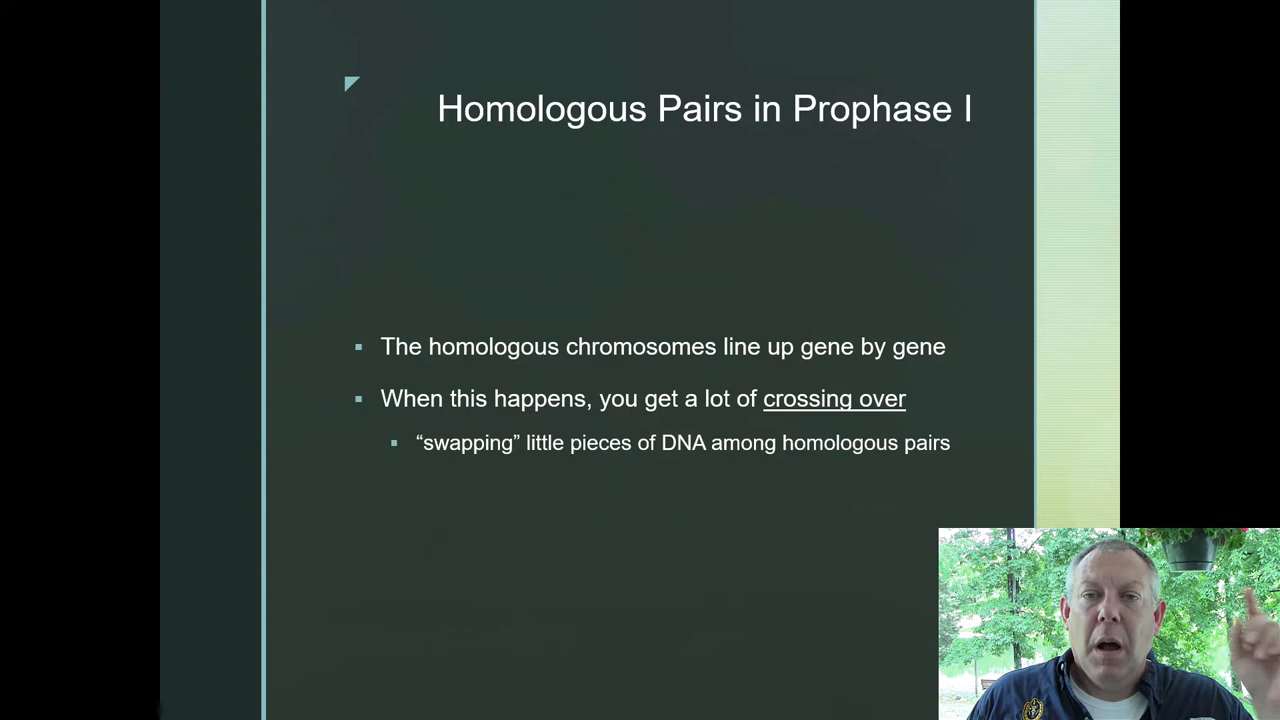 Homologous Pairs in Prophase I
The homologous chromosomes line up gene by gene
When this happens, you get a lot of crossing over
“swapping” little pieces of DNA among homologous pairs